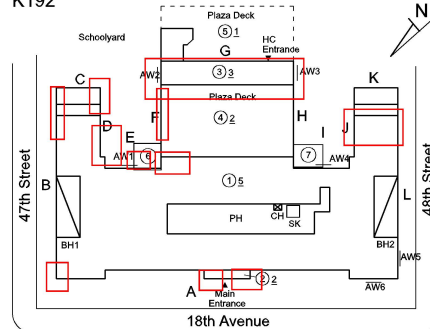 K192
Plaza Deck
⑤ 1
N
Schoolyard
G
HC
Entrance
AW2
③ 3
AW3
C
K
Plaza Deck
F
④ 2
H
D
I
J
E
AW1
⑥
⑦
AW4
47th Street
B
① 5
L
48th Street
PH
CH
SK
BH1
BH2
AW5
② 2
A
Main
Entrance
AW6
18th Avenue